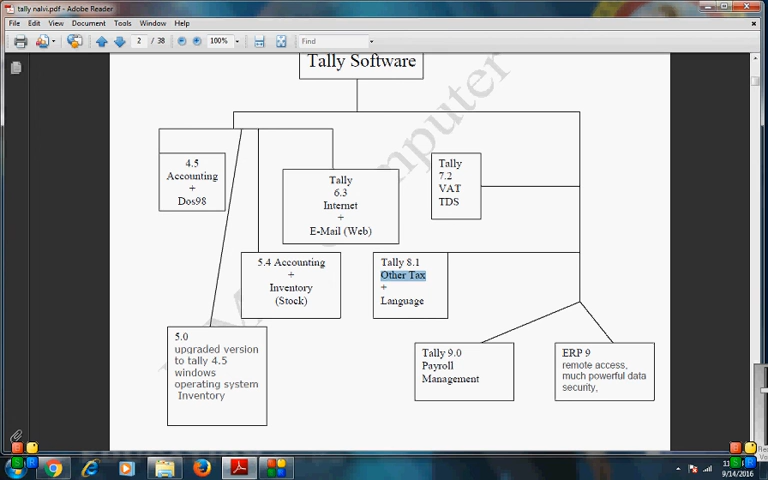 tally nalvi.pdf - Adobe Reader
File Edit View Document Tools Window Help
2 / 38 100% Find
Tally Software
4.5
Accounting
+
Dos98
Tally
6.3
Internet
+
E-Mail (Web)
Tally
7.2
VAT
TDS
5.4 Accounting
+
Inventory
(Stock)
Tally 8.1
Other Tax
+
Language
5.0
upgraded version
to tally 4.5
windows
operating system
Inventory
Tally 9.0
Payroll
Management
ERP 9
remote access,
much powerful data
security,
omputer
9/14/2016